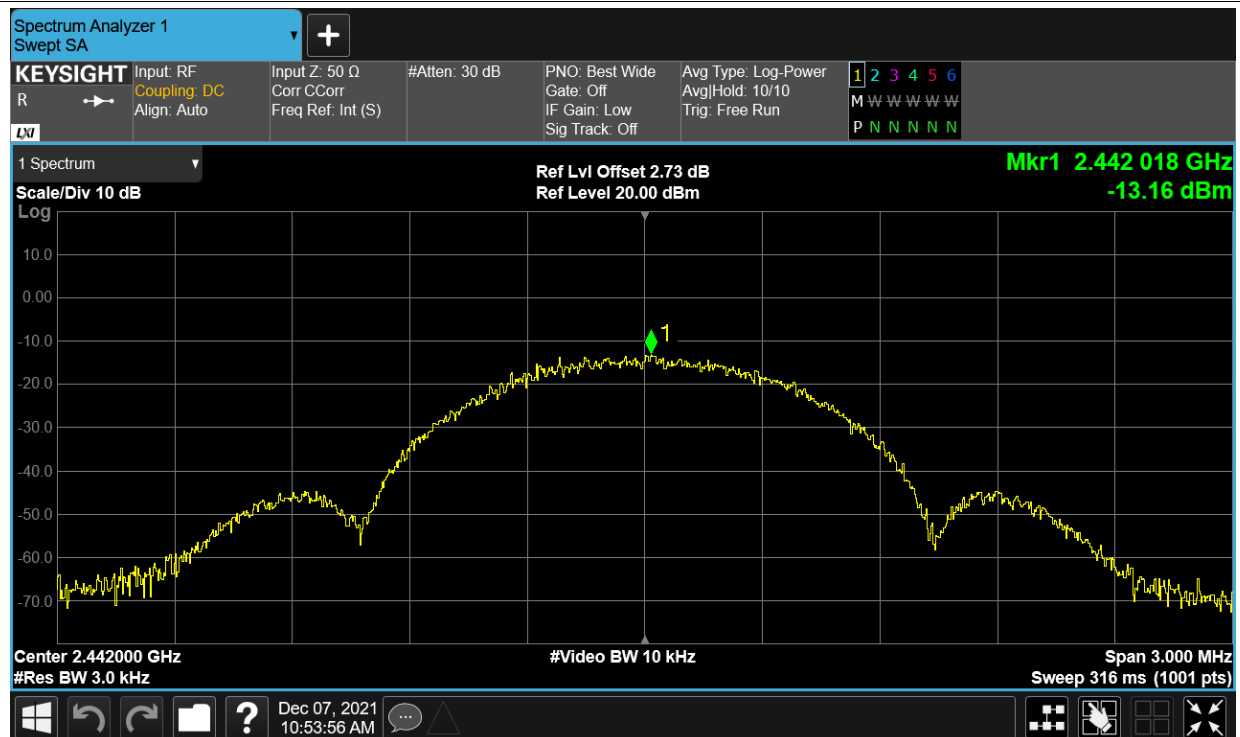 Spectrum Analyzer 1
Swept SA
+
KEYSIGHT
R
LXI
Input: RF
Coupling: DC
Align: Auto
Input Z: 50 Ω
Corr CCorr
Freq Ref: Int (S)
#Atten: 30 dB
PNO: Best Wide
Gate: Off
IF Gain: Low
Sig Track: Off
Avg Type: Log-Power
Avg|Hold: 10/10
Trig: Free Run
1 2 3 4 5 6
M W W W W W
P N N N N N
1 Spectrum
Scale/Div 10 dB
Ref Lvl Offset 2.73 dB
Ref Level 20.00 dBm
Mkr1 2.442 018 GHz
-13.16 dBm
Log
10.0
0.00
-10.0
1
-20.0
-30.0
-40.0
-50.0
-60.0
-70.0
Center 2.442000 GHz
#Res BW 3.0 kHz
#Video BW 10 kHz
Span 3.000 MHz
Sweep 316 ms (1001 pts)
?
Dec 07, 2021
10:53:56 AM